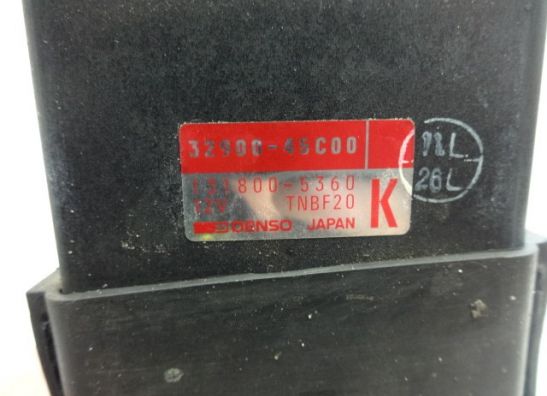 32900-45C00
131800-5360
12V TNBF20
K
DENSO JAPAN
26L